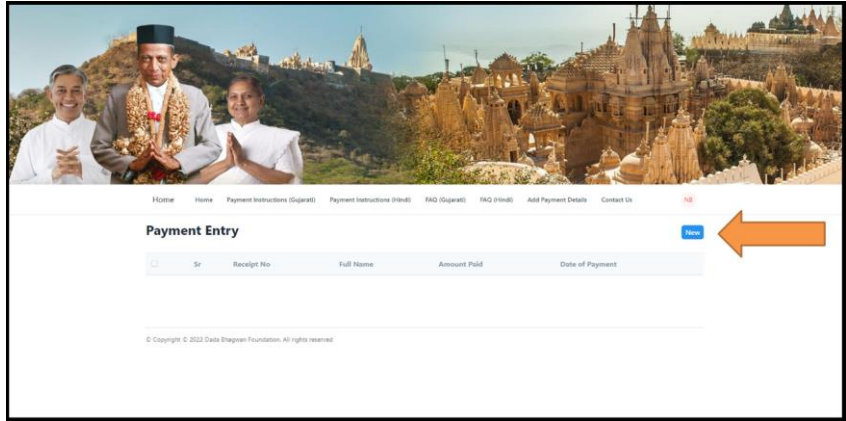 Home Home Payment Instructions (Gujarati) Payment Instructions (Hindi) FAQ (Gujarati) FAQ (Hindi) Add Payment Details Contact Us NB
Payment Entry New
Sr Receipt No Full Name Amount Paid Date of Payment
© Copyright © 2022 Dada Bhagwan Foundation. All rights reserved